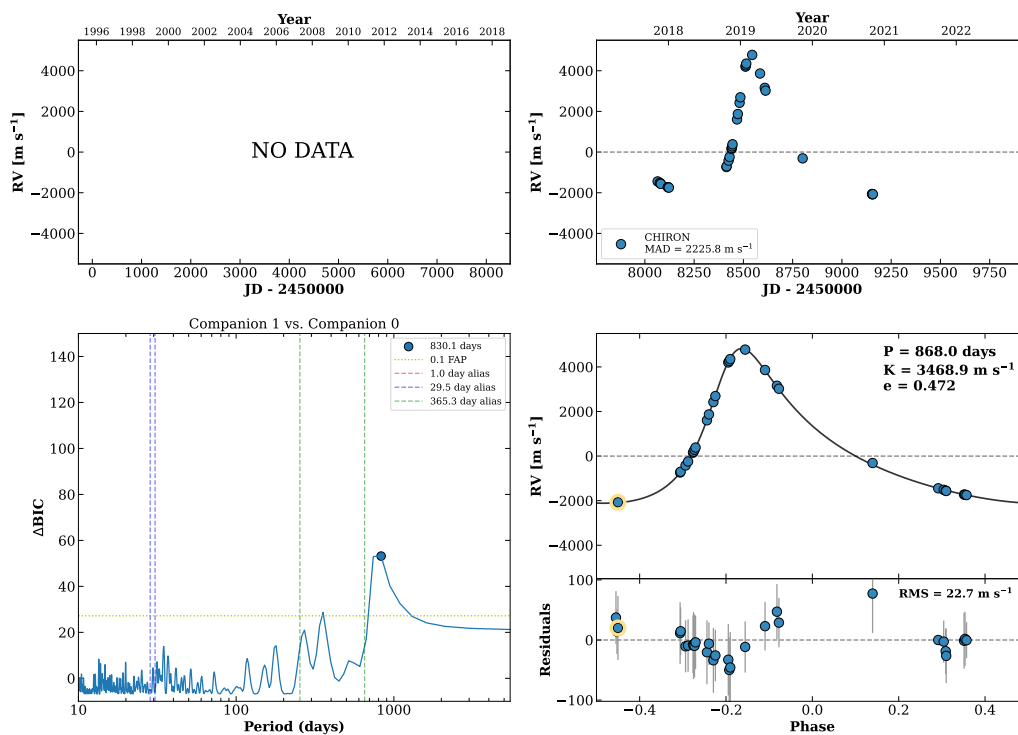 Year
1996 1998 2000 2002 2004 2006 2008 2010 2012 2014 2016 2018
4000
2000
0
−2000
−4000
RV [m s⁻¹]
NO DATA
0 1000 2000 3000 4000 5000 6000 7000 8000
JD - 2450000
Year
2018 2019 2020 2021 2022
4000
2000
0
−2000
−4000
RV [m s⁻¹]
CHIRON
MAD = 2225.8 m s⁻¹
8000 8250 8500 8750 9000 9250 9500 9750
JD - 2450000
Companion 1 vs. Companion 0
140
120
100
80
60
40
20
0
ΔBIC
830.1 days
0.1 FAP
1.0 day alias
29.5 day alias
365.3 day alias
10 100 1000
Period (days)
4000
2000
0
−2000
−4000
RV [m s⁻¹]
P = 868.0 days
K = 3468.9 m s⁻¹
e = 0.472
100
0
−100
Residuals
RMS = 22.7 m s⁻¹
−0.4 −0.2 0.0 0.2 0.4
Phase